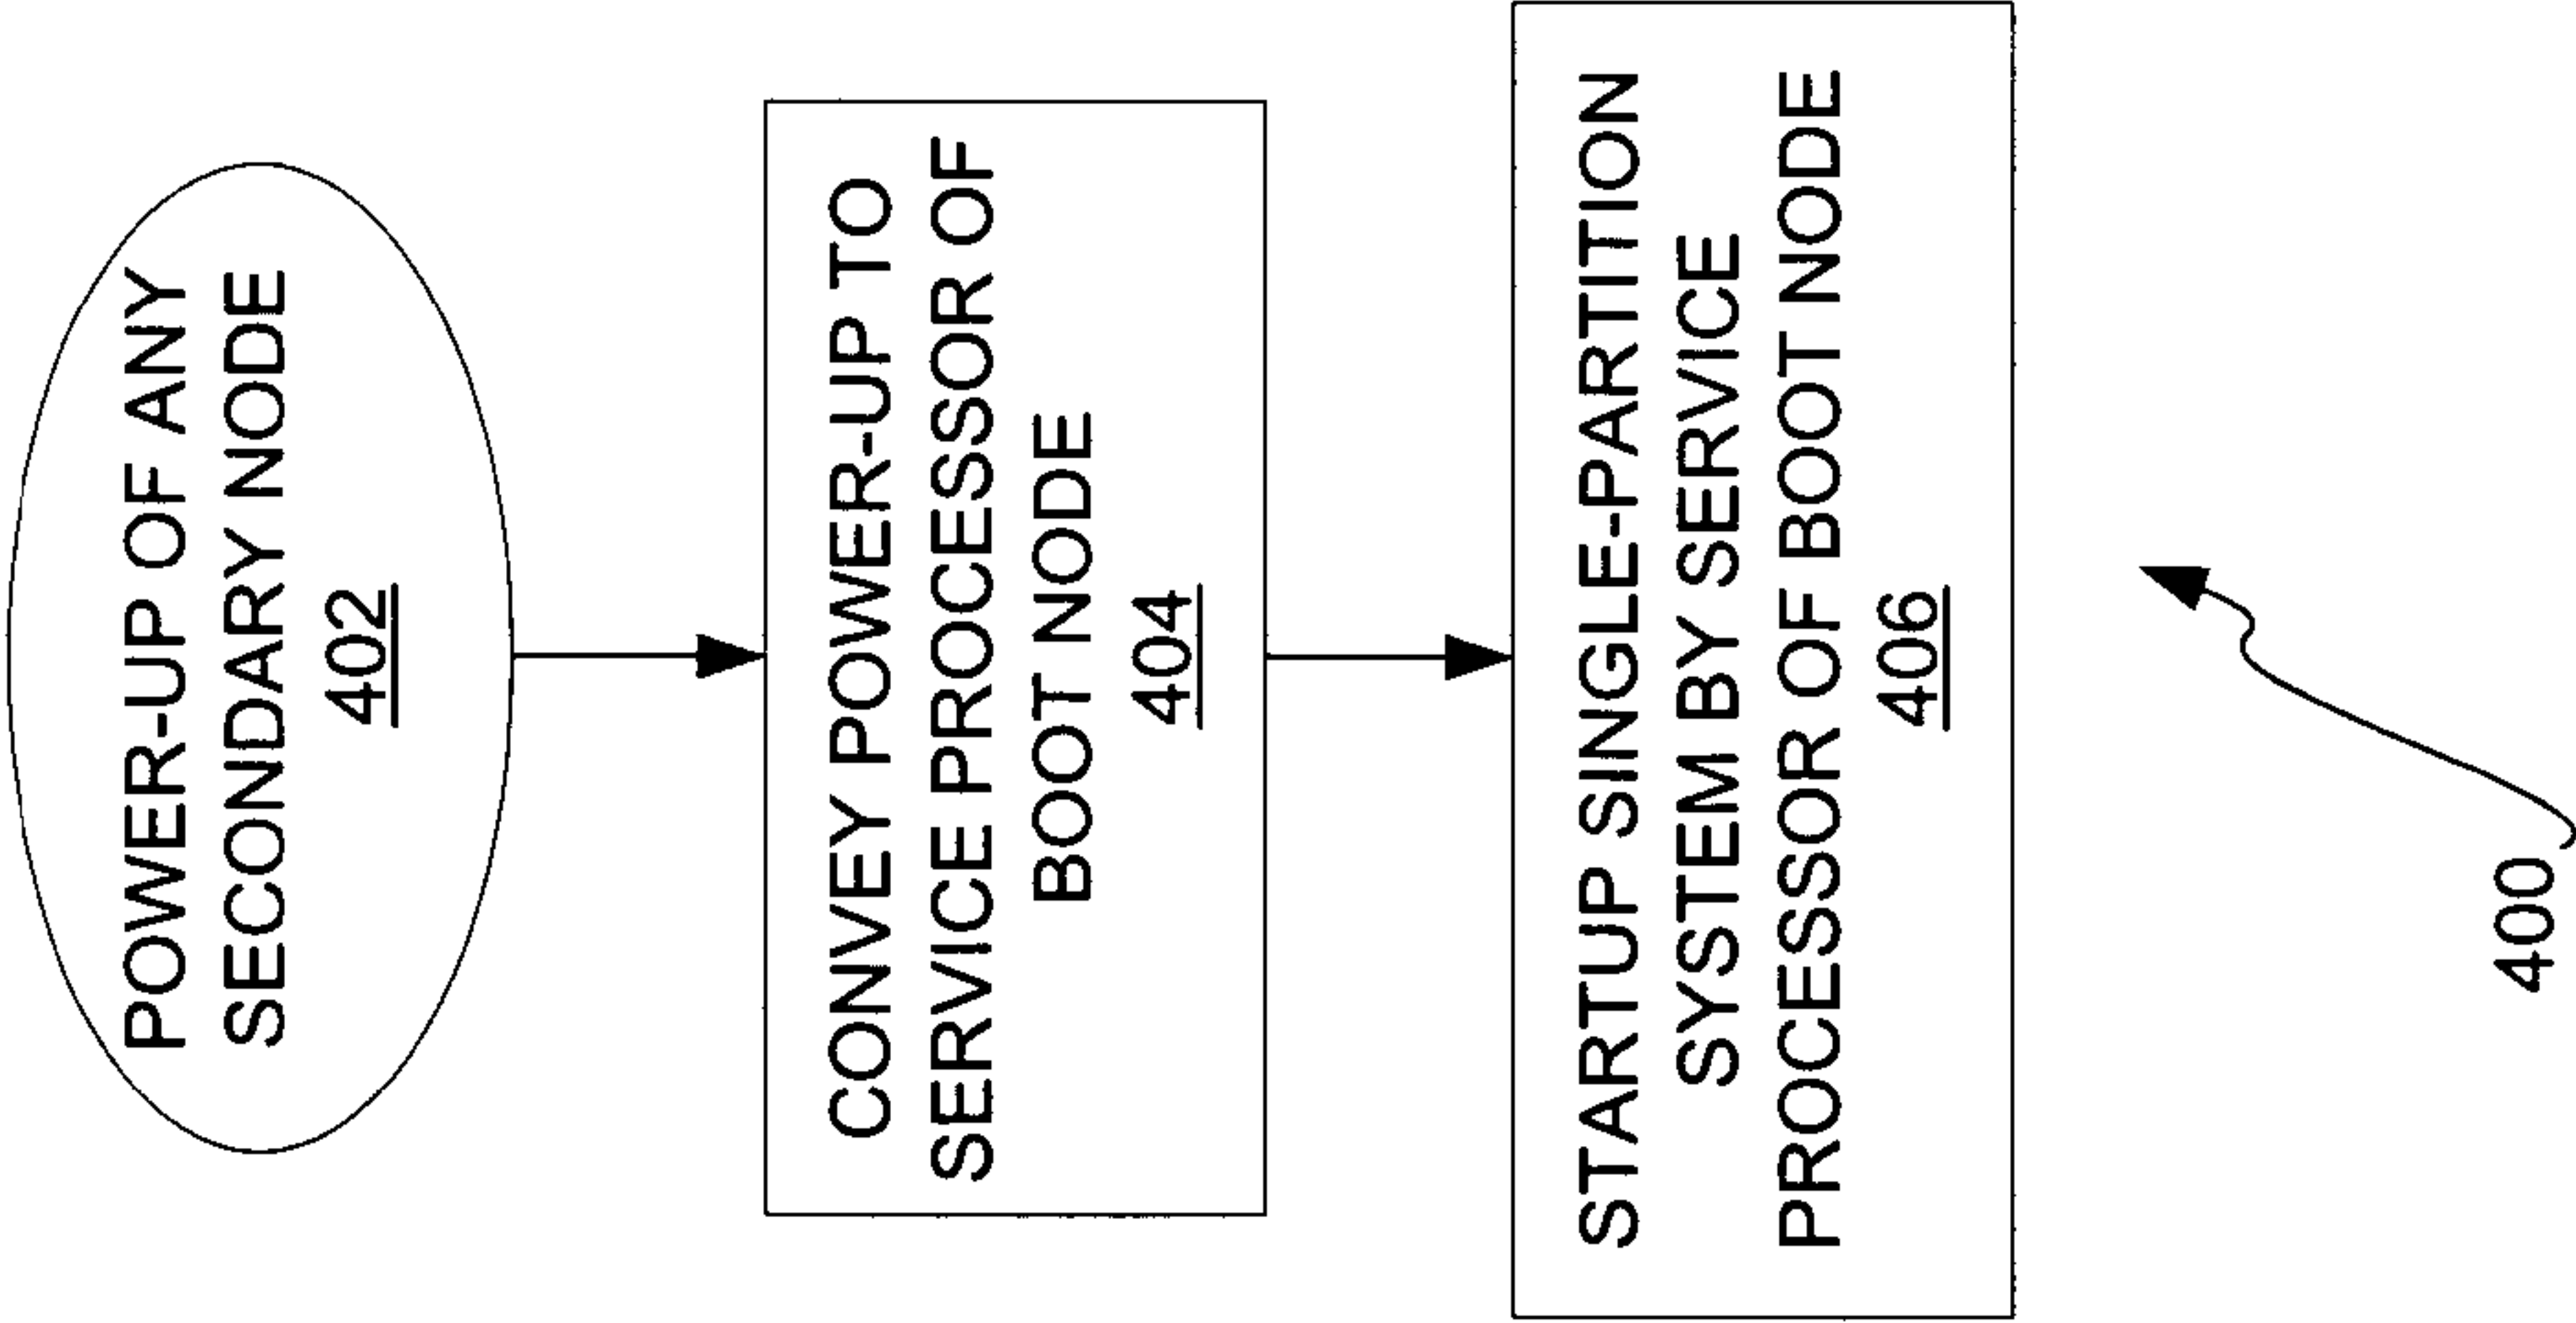 POWER-UP OF ANY
SECONDARY NODE
402
CONVEY POWER-UP TO
SERVICE PROCESSOR OF
BOOT NODE
404
STARTUP SINGLE-PARTITION
SYSTEM BY SERVICE
PROCESSOR OF BOOT NODE
406
400